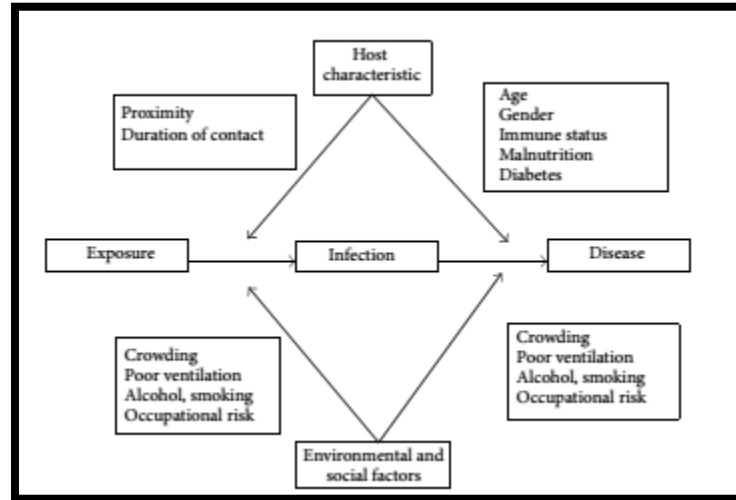 Host
characteristic
Proximity
Duration of contact
Age
Gender
Immune status
Malnutrition
Diabetes
Exposure
Infection
Disease
Crowding
Poor ventilation
Alcohol, smoking
Occupational risk
Crowding
Poor ventilation
Alcohol, smoking
Occupational risk
Environmental and
social factors